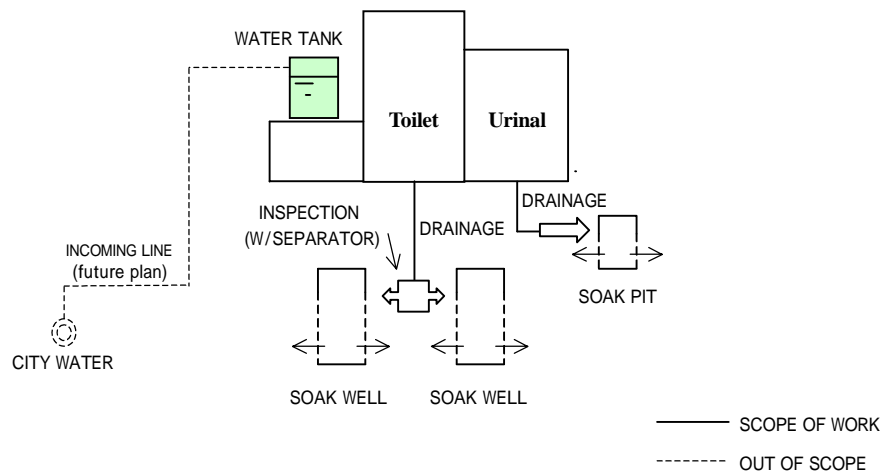 WATER TANK
Toilet
Urinal
DRAINAGE
INSPECTION
(W/SEPARATOR)
DRAINAGE
INCOMING LINE
(future plan)
SOAK PIT
CITY WATER
SOAK WELL
SOAK WELL
SCOPE OF WORK
OUT OF SCOPE